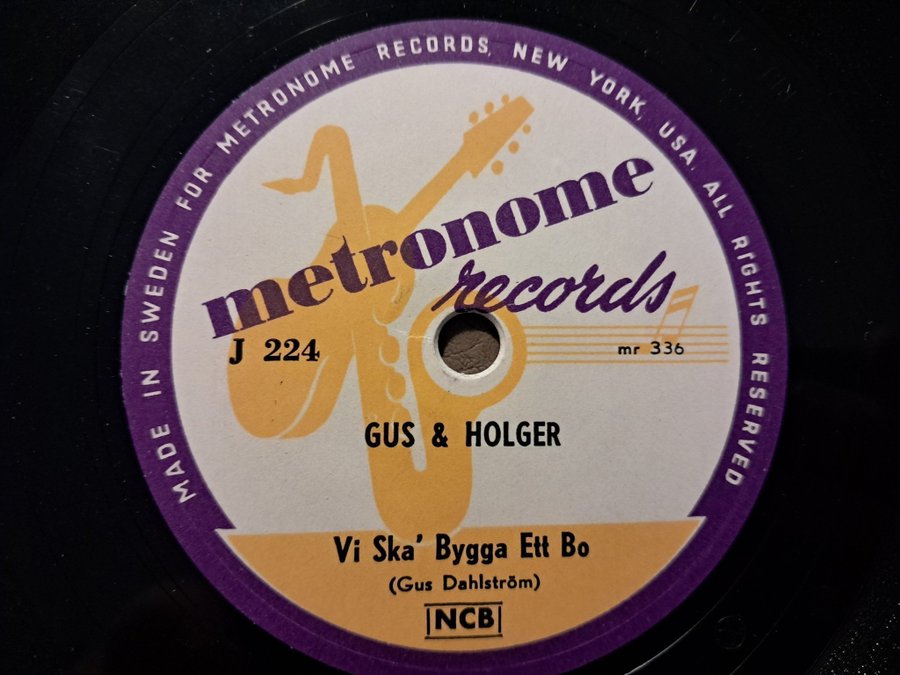 MADE IN SWEDEN FOR METRONOME RECORDS, NEW YORK, USA. ALL RIGHTS RESERVED
metronome
records
J 224
mr 336
GUS & HOLGER
Vi Ska' Bygga Ett Bo
(Gus Dahlström)
NCB